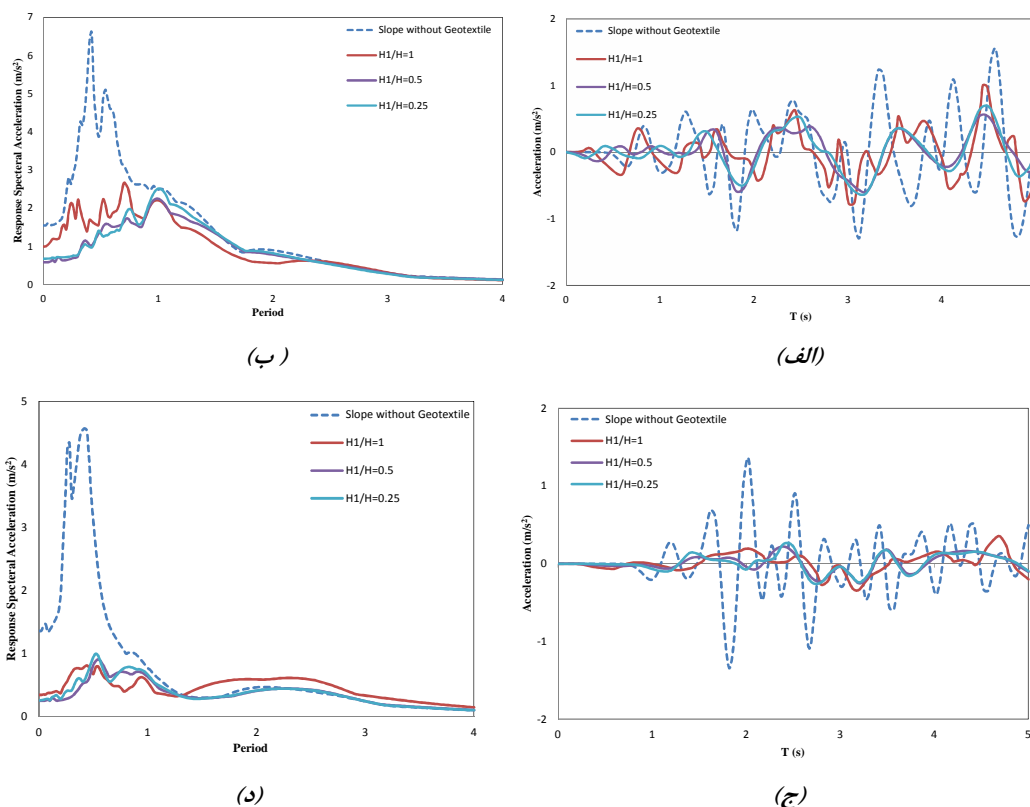 7
6
5
4
3
2
1
0
0
1
2
3
4
Response Specteral Acceleration (m/s²)
Period
Slope without Geotextile
H1/H=1
H1/H=0.5
H1/H=0.25
(ب)
2
1
0
-1
-2
0
1
2
3
4
Acceleration (m/s²)
T (s)
Slope without Geotextile
H1/H=1
H1/H=0.5
H1/H=0.25
(الف)
5
4
3
2
1
0
0
1
2
3
4
Response Specteral Acceleration (m/s²)
Period
Slope without Geotextile
H1/H=1
H1/H=0.5
H1/H=0.25
(د)
2
1
0
-1
-2
0
1
2
3
4
5
Acceleration (m/s²)
T (s)
Slope without Geotextile
H1/H=1
H1/H=0.5
H1/H=0.25
(ج)